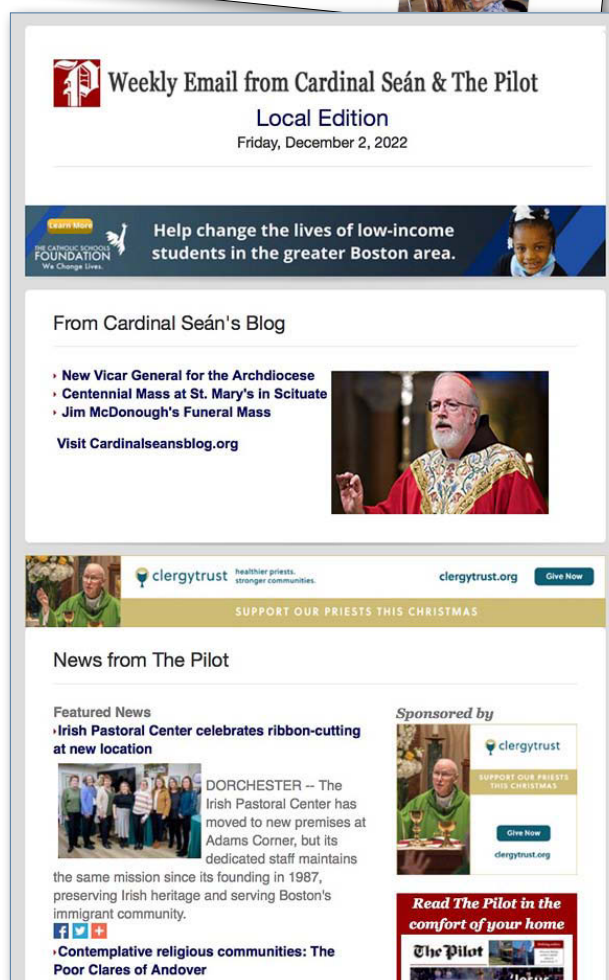 Weekly Email from Cardinal Seán & The Pilot
Local Edition
Friday, December 2, 2022
Learn More
THE CATHOLIC SCHOOLS
FOUNDATION
We Change Lives.
Help change the lives of low-income
students in the greater Boston area.
From Cardinal Seán's Blog
New Vicar General for the Archdiocese
Centennial Mass at St. Mary's in Scituate
Jim McDonough's Funeral Mass
Visit Cardinalseansblog.org
clergytrust
healthier priests.
stronger communities.
clergytrust.org
Give Now
SUPPORT OUR PRIESTS THIS CHRISTMAS
News from The Pilot
Featured News
Irish Pastoral Center celebrates ribbon-cutting
at new location
DORCHESTER -- The
Irish Pastoral Center has
moved to new premises at
Adams Corner, but its
dedicated staff maintains
the same mission since its founding in 1987,
preserving Irish heritage and serving Boston's
immigrant community.
Contemplative religious communities: The
Poor Clares of Andover
Sponsored by
clergytrust
SUPPORT OUR PRIESTS
THIS CHRISTMAS
Give Now
clergytrust.org
Read The Pilot in the
comfort of your home
The Pilot
'Jesus